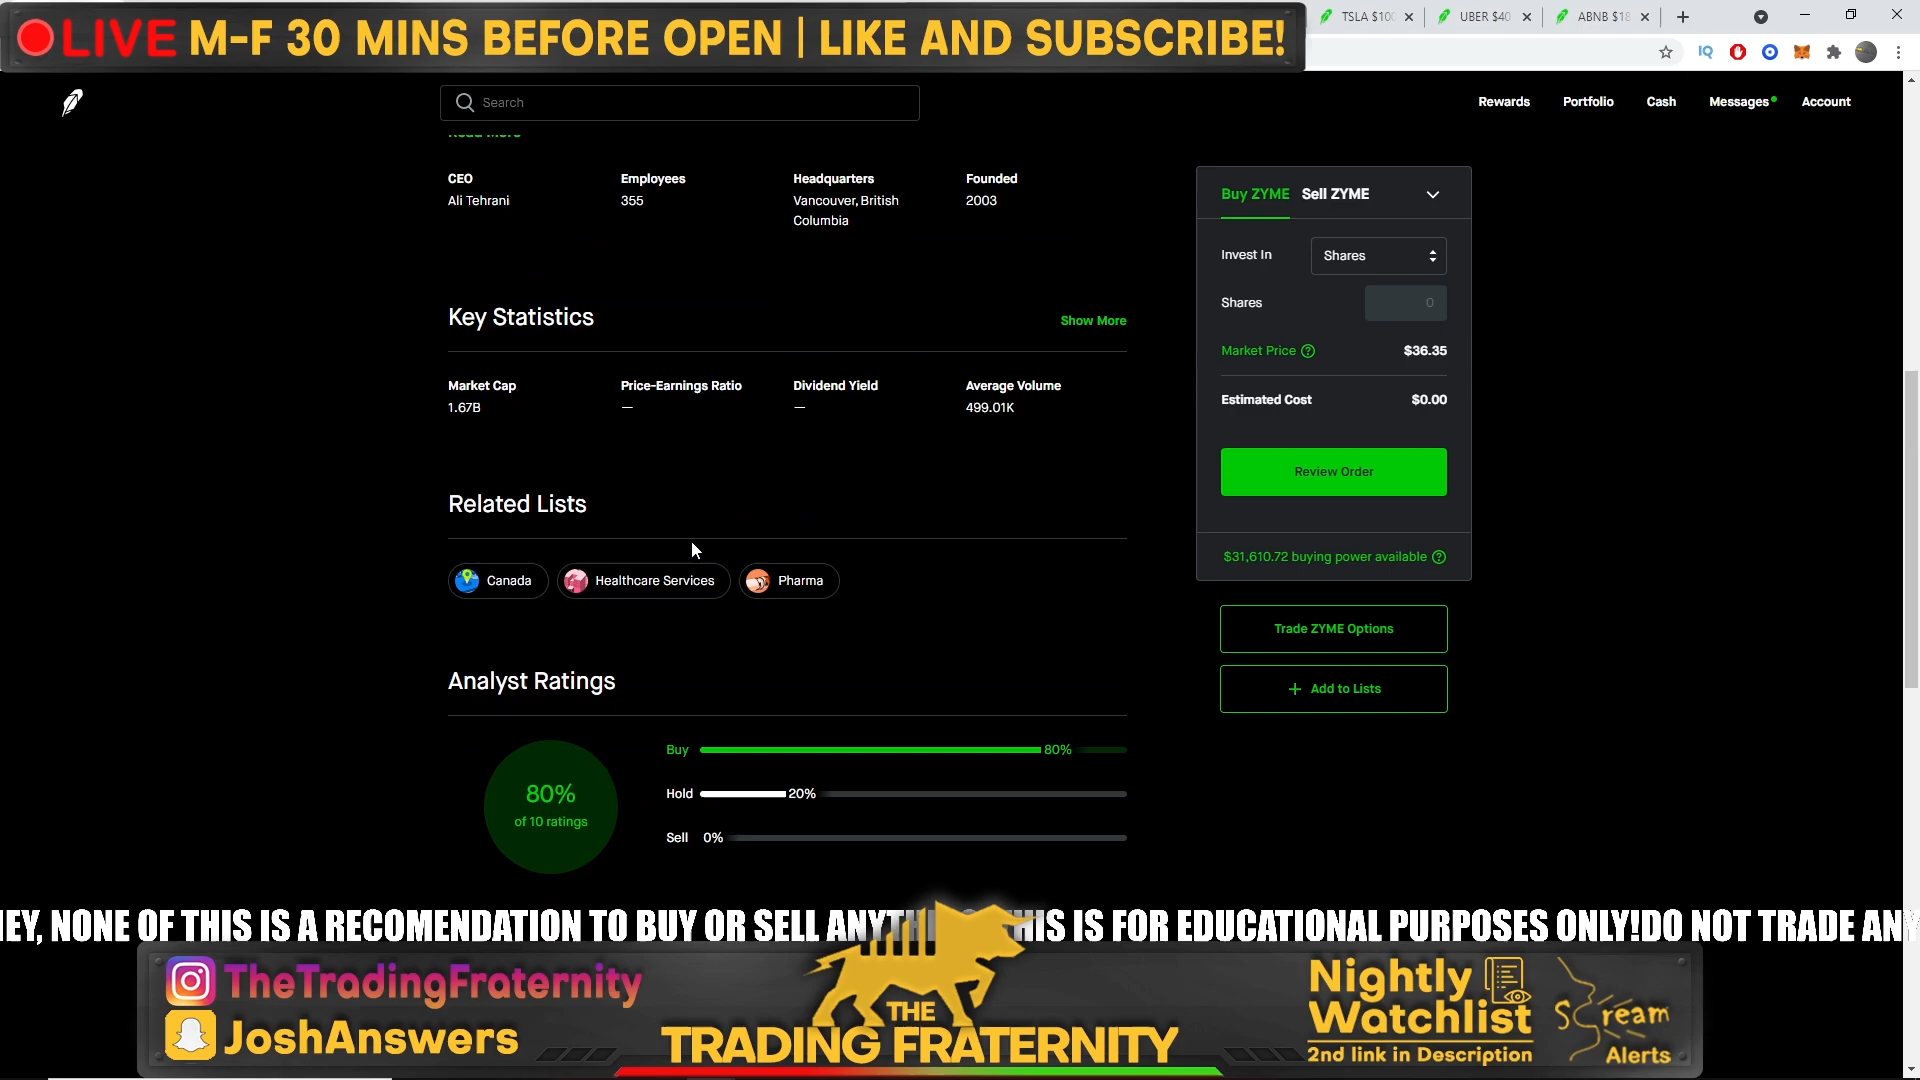 LIVE M-F 30 MINS BEFORE OPEN | LIKE AND SUBSCRIBE!
TSLA $100
UBER $40
ABNB $18
IQ
Search
Rewards
Portfolio
Cash
Messages
Account
Read More
CEO
Employees
Headquarters
Founded
Ali Tehrani
355
Vancouver, British
Columbia
2003
Key Statistics
Show More
Market Cap
Price-Earnings Ratio
Dividend Yield
Average Volume
1.67B
—
—
499.01K
Related Lists
Canada
Healthcare Services
Pharma
Analyst Ratings
80%
of 10 ratings
Buy 80%
Hold 20%
Sell 0%
Buy ZYME
Sell ZYME
Invest In
Shares
Shares
0
Market Price
$36.35
Estimated Cost
$0.00
Review Order
$31,610.72 buying power available
Trade ZYME Options
+ Add to Lists
NONE OF THIS IS A RECOMENDATION TO BUY OR SELL IS FOR EDUCATIONAL PURPOSES ONLY!DO NOT TRADE
TheTradingFraternity
JoshAnswers
THE
TRADING FRATERNITY
Nightly
Watchlist
2nd link in Description
Scream
Alerts